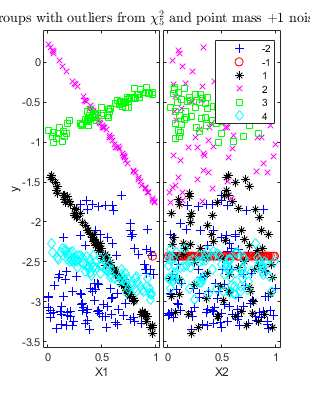 roups with outliers from χ²₅ and point mass +1 nois
0
-0.5
-1
-1.5
-2
-2.5
-3
-3.5
y
0 0.5 1
X1
0 0.5 1
X2
-2
-1
1
2
3
4